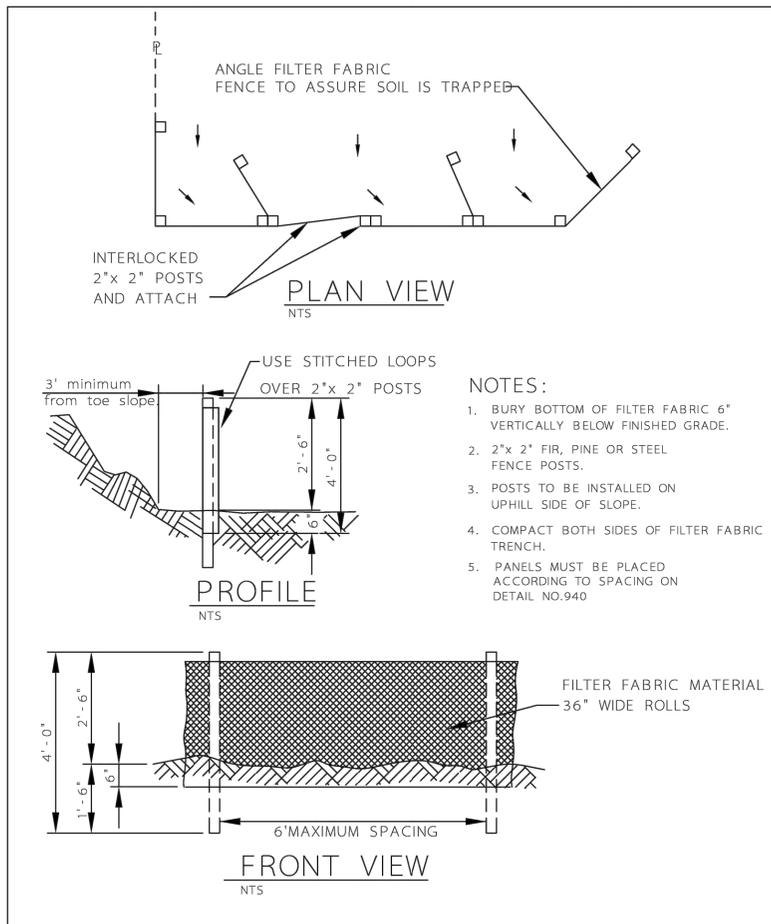 PL
ANGLE FILTER FABRIC
FENCE TO ASSURE SOIL IS TRAPPED
INTERLOCKED
2"x 2" POSTS
AND ATTACH
PLAN VIEW
NTS
3' minimum
from toe slope.
USE STITCHED LOOPS
OVER 2"x 2" POSTS
2'-6"
4'-0"
6"
PROFILE
NTS
NOTES:
1. BURY BOTTOM OF FILTER FABRIC 6"
VERTICALLY BELOW FINISHED GRADE.
2. 2"x 2" FIR, PINE OR STEEL
FENCE POSTS.
3. POSTS TO BE INSTALLED ON
UPHILL SIDE OF SLOPE.
4. COMPACT BOTH SIDES OF FILTER FABRIC
TRENCH.
5. PANELS MUST BE PLACED
ACCORDING TO SPACING ON
DETAIL NO.940
4'-0"
2'-6"
1'-6"
6"
FILTER FABRIC MATERIAL
36" WIDE ROLLS
6'MAXIMUM SPACING
FRONT VIEW
NTS